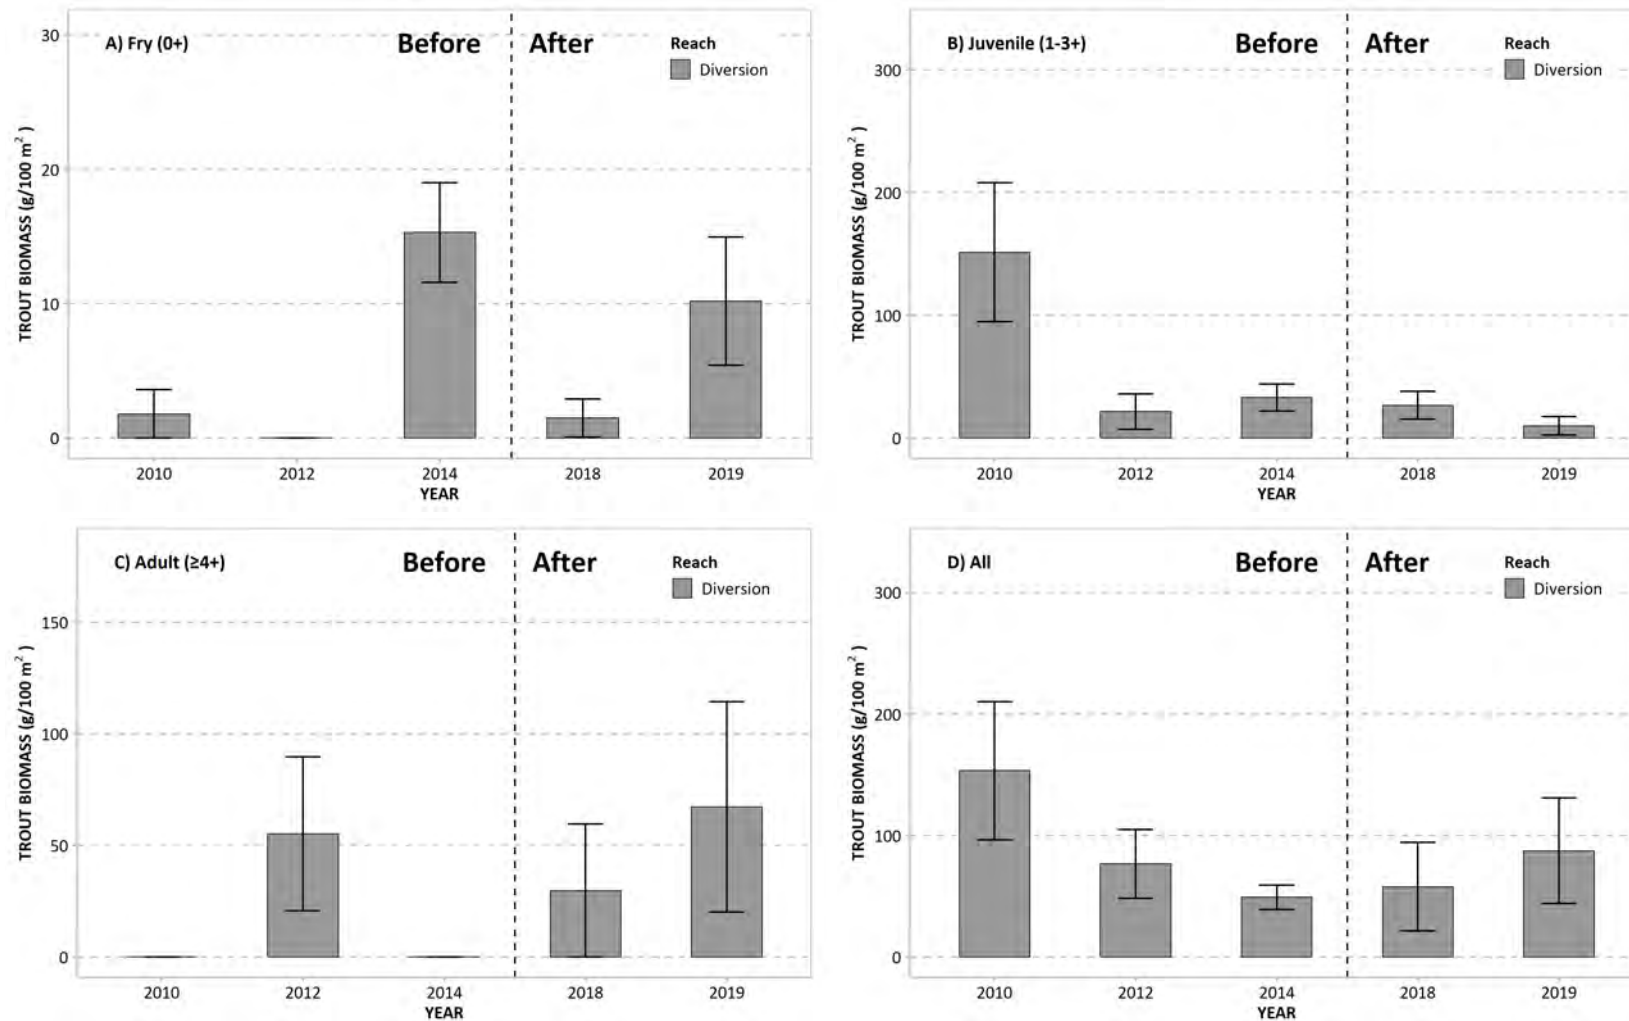 A) Fry (0+)
Before
After
Reach
Diversion
TROUT BIOMASS (g/100 m²)
30
20
10
0
2010
2012
2014
2018
2019
YEAR
B) Juvenile (1-3+)
Before
After
Reach
Diversion
TROUT BIOMASS (g/100 m²)
300
200
100
0
2010
2012
2014
2018
2019
YEAR
C) Adult (≥4+)
Before
After
Reach
Diversion
TROUT BIOMASS (g/100 m²)
150
100
50
0
2010
2012
2014
2018
2019
YEAR
D) All
Before
After
Reach
Diversion
TROUT BIOMASS (g/100 m²)
300
200
100
0
2010
2012
2014
2018
2019
YEAR